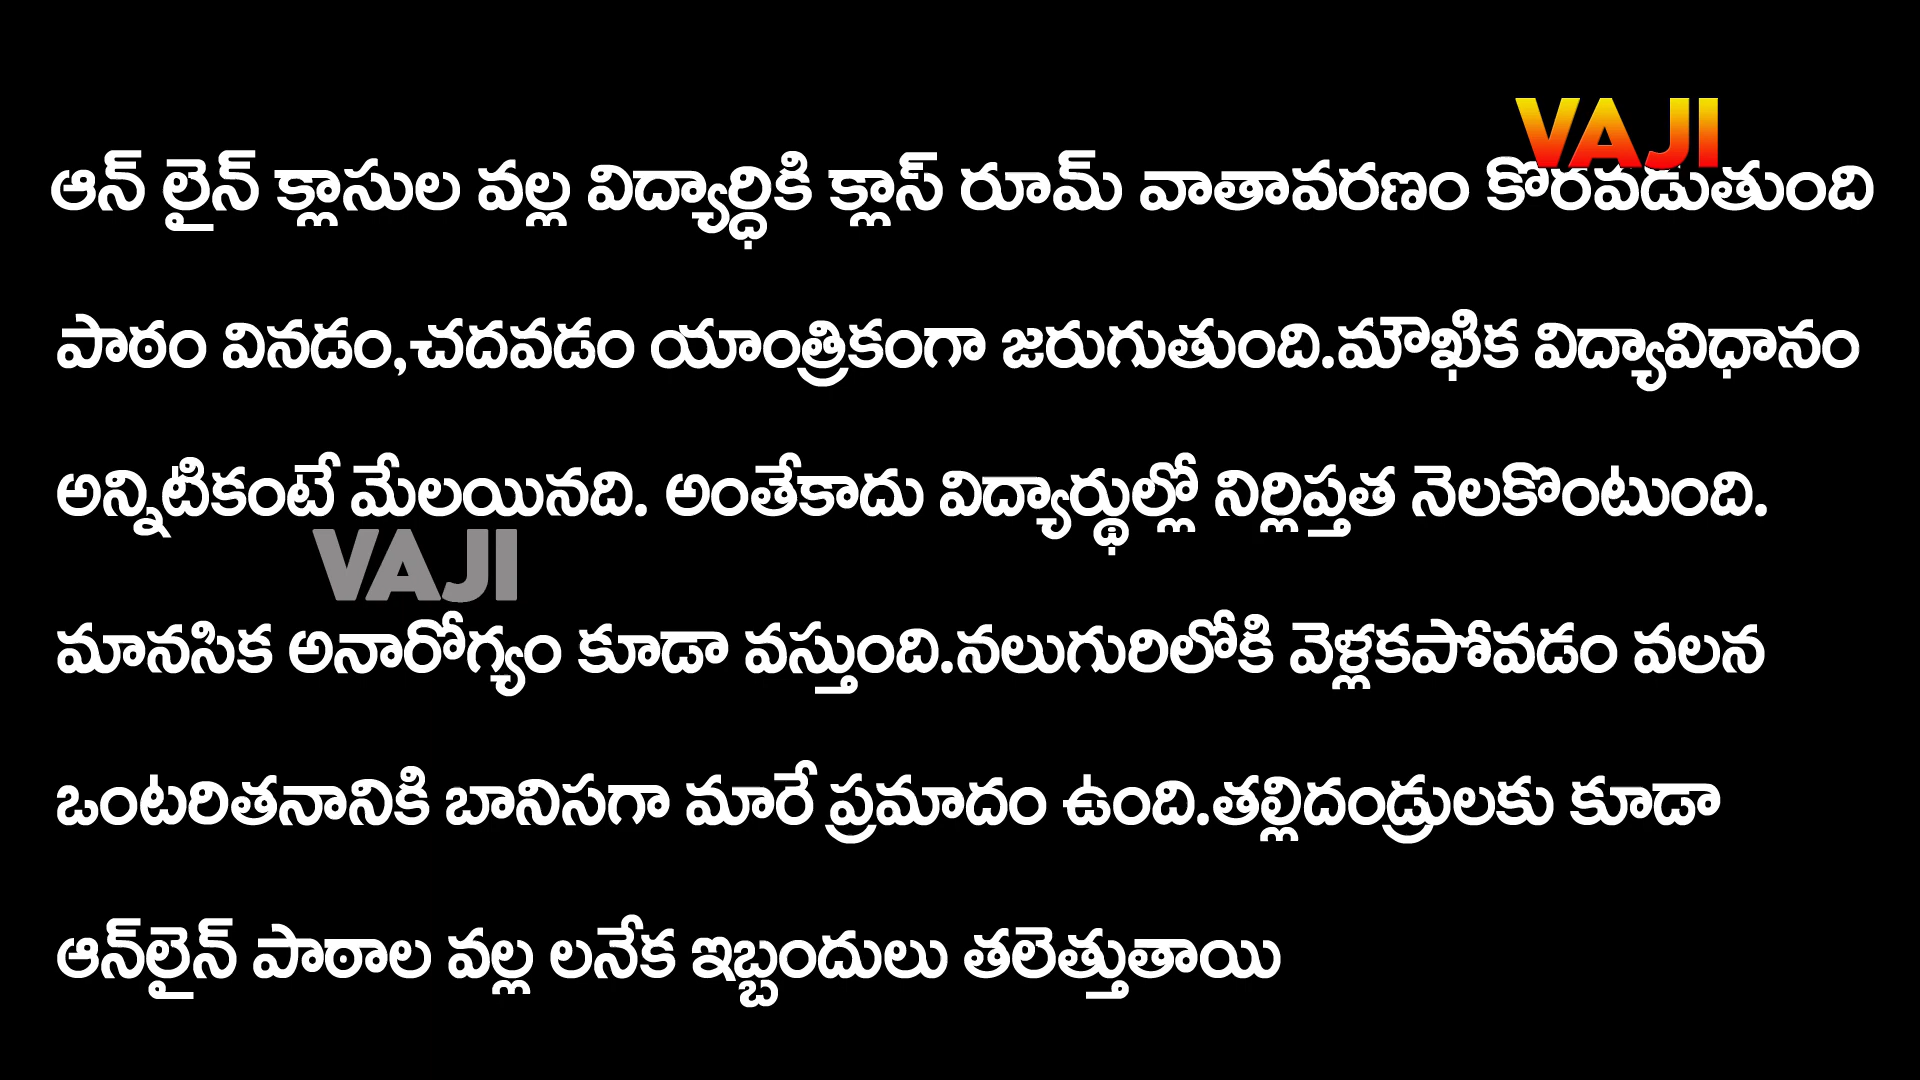 VAJI
ఆన్ లైన్ క్లాసుల వల్ల విద్యార్ధికి క్లాస్ రూమ్ వాతావరణం కొరవడుతుంది
పాఠం వినడం,చదవడం యాంత్రికంగా జరుగుతుంది.మౌఖిక విద్యావిధానం
అన్నిటికంటే మేలయినది. అంతేకాదు విద్యార్థుల్లో నిర్లిప్తత నెలకొంటుంది.
VAJI
మానసిక అనారోగ్యం కూడా వస్తుంది.నలుగురిలోకి వెళ్లకపోవడం వలన
ఒంటరితనానికి బానిసగా మారే ప్రమాదం ఉంది.తల్లిదండ్రులకు కూడా
ఆన్‌లైన్ పాఠాల వల్ల లనేక ఇబ్బందులు తలెత్తుతాయి